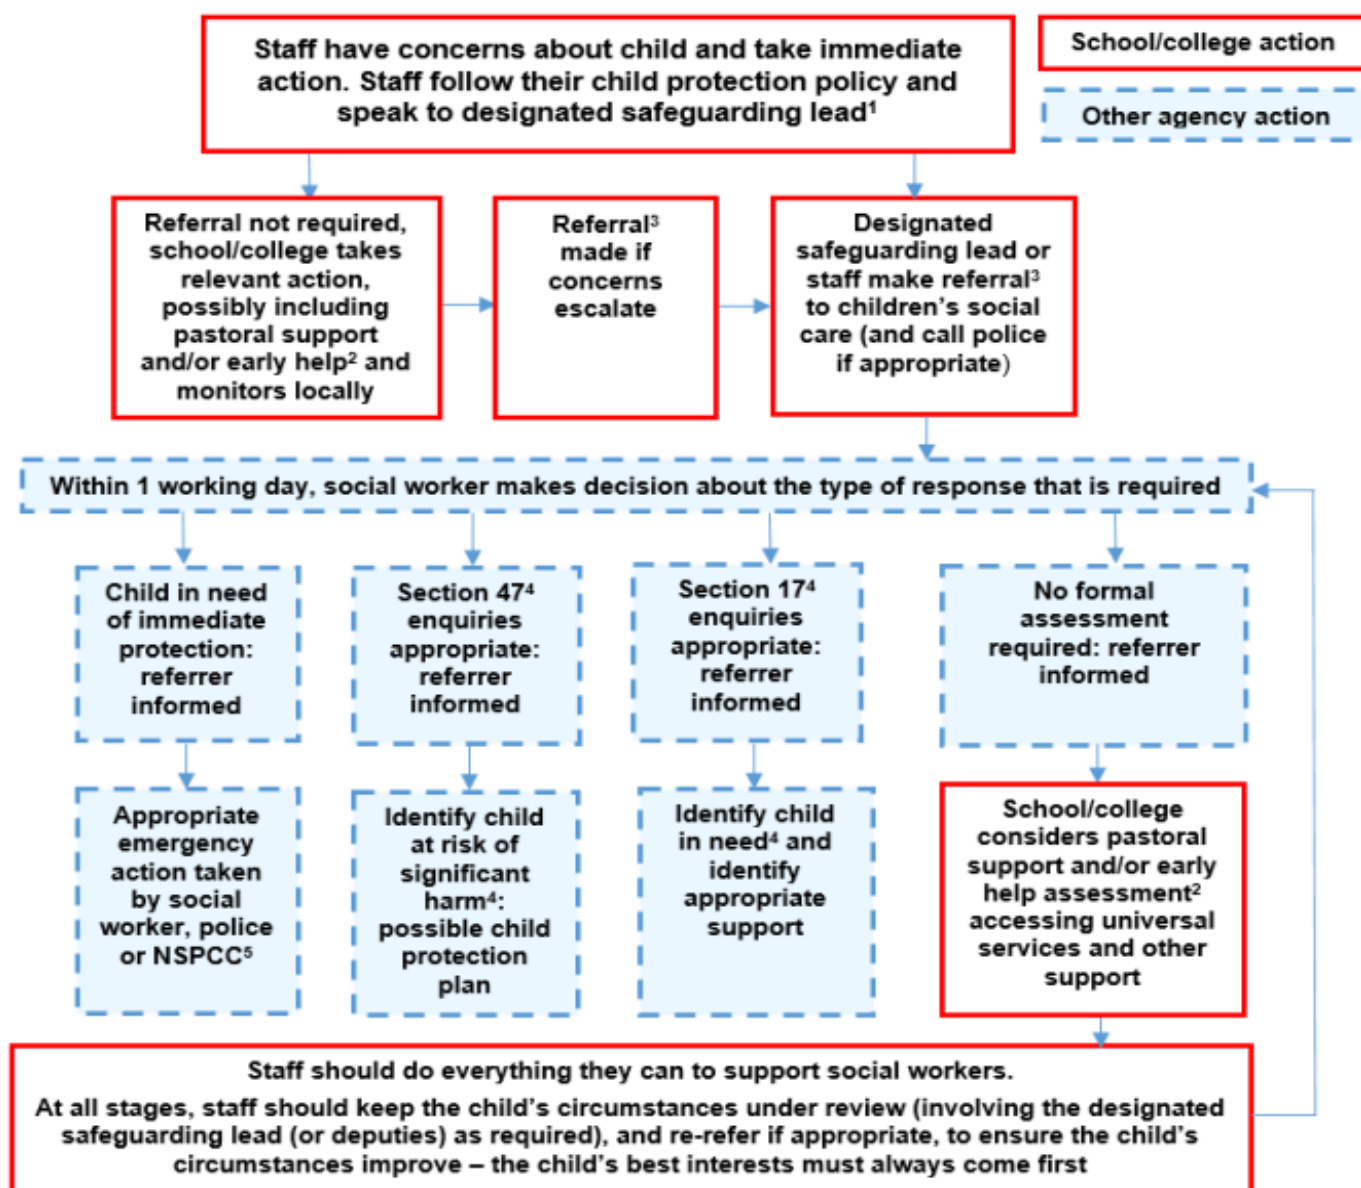 Staff have concerns about child and take immediate
action. Staff follow their child protection policy and
speak to designated safeguarding lead¹
School/college action
Other agency action
Referral not required,
school/college takes
relevant action,
possibly including
pastoral support
and/or early help² and
monitors locally
Referral³
made if
concerns
escalate
Designated
safeguarding lead or
staff make referral³
to children’s social
care (and call police
if appropriate)
Within 1 working day, social worker makes decision about the type of response that is required
Child in need
of immediate
protection:
referrer
informed
Section 47⁴
enquiries
appropriate:
referrer
informed
Section 17⁴
enquiries
appropriate:
referrer
informed
No formal
assessment
required: referrer
informed
Appropriate
emergency
action taken
by social
worker, police
or NSPCC⁵
Identify child
at risk of
significant
harm⁴:
possible child
protection
plan
Identify child
in need⁴ and
identify
appropriate
support
School/college
considers pastoral
support and/or early
help assessment²
accessing universal
services and other
support
Staff should do everything they can to support social workers.
At all stages, staff should keep the child’s circumstances under review (involving the designated
safeguarding lead (or deputies) as required), and re-refer if appropriate, to ensure the child’s
circumstances improve – the child’s best interests must always come first